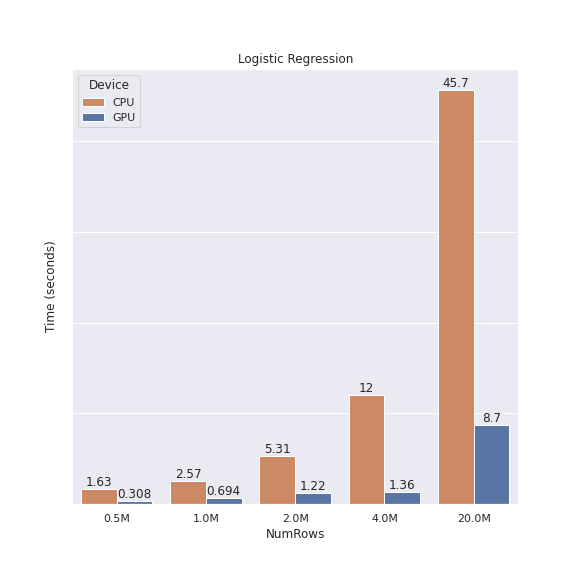 Logistic Regression
Device
CPU
GPU
45.7
12
8.7
5.31
2.57
1.63
0.308
0.694
1.22
1.36
Time (seconds)
0.5M
1.0M
2.0M
4.0M
20.0M
NumRows